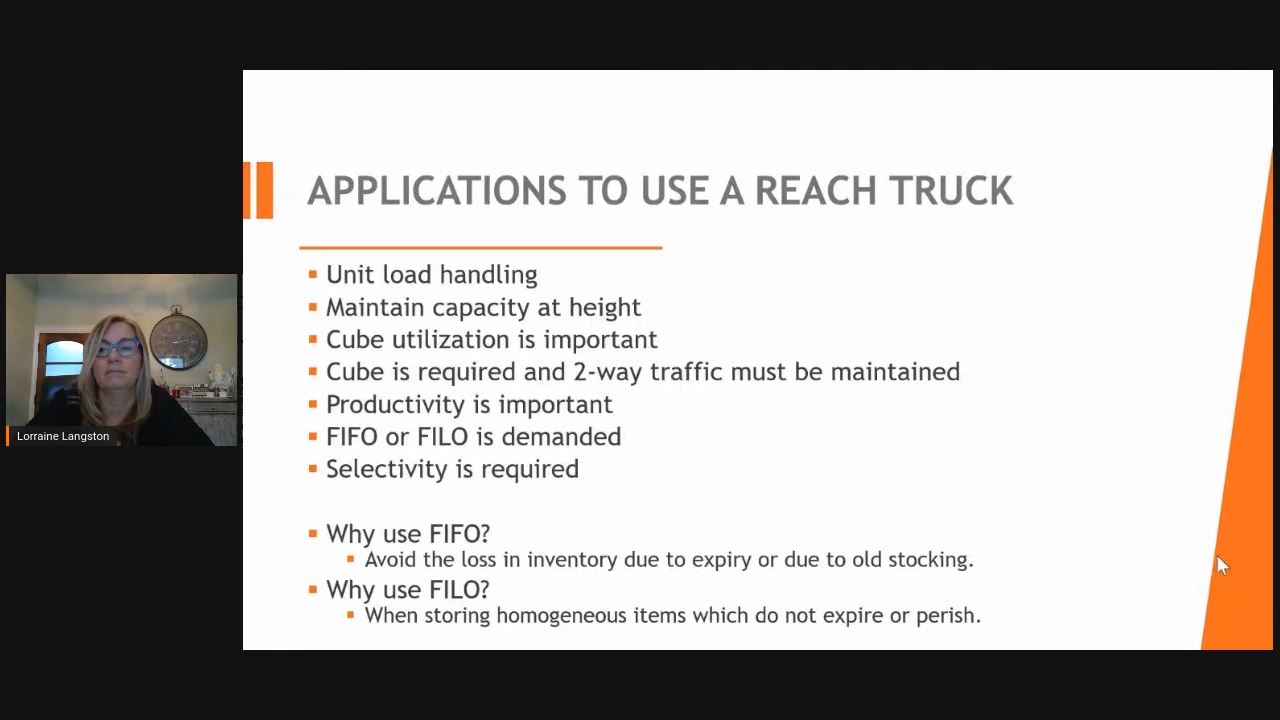 APPLICATIONS TO USE A REACH TRUCK
Unit load handling
Maintain capacity at height
Cube utilization is important
Cube is required and 2-way traffic must be maintained
Productivity is important
FIFO or FILO is demanded
Selectivity is required
Why use FIFO?
Avoid the loss in inventory due to expiry or due to old stocking.
Why use FILO?
When storing homogeneous items which do not expire or perish.
Lorraine Langston